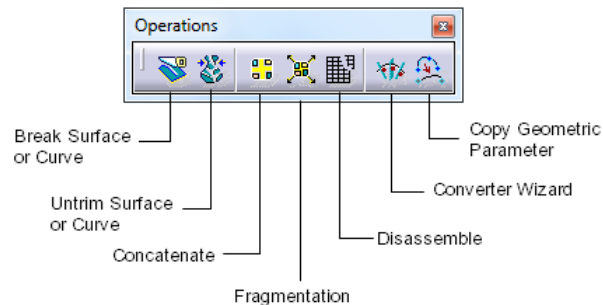 Operations
Break Surface
or Curve
Untrim Surface
or Curve
Concatenate
Fragmentation
Disassemble
Converter Wizard
Copy Geometric
Parameter